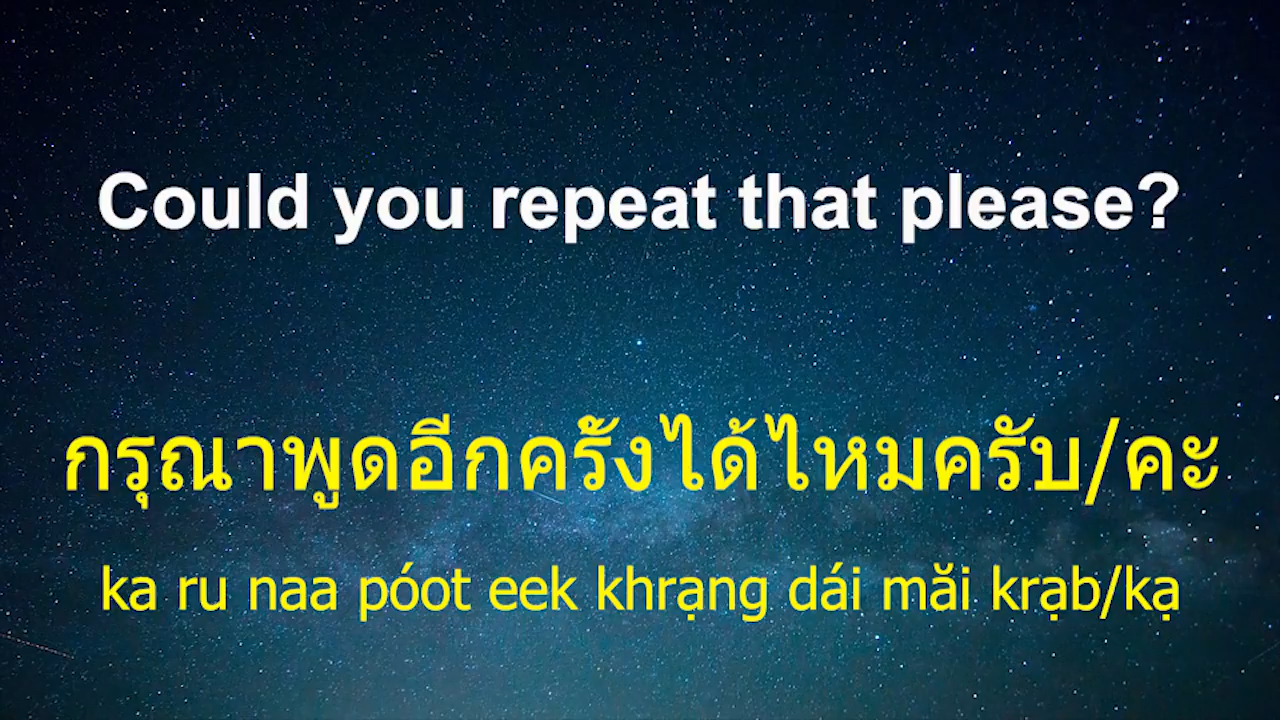 Could you repeat that please?
กรุณาพูดอีกครั้งได้ไหมครับ/คะ
ka ru naa póot eek khrạng dái măi krạb/kạ